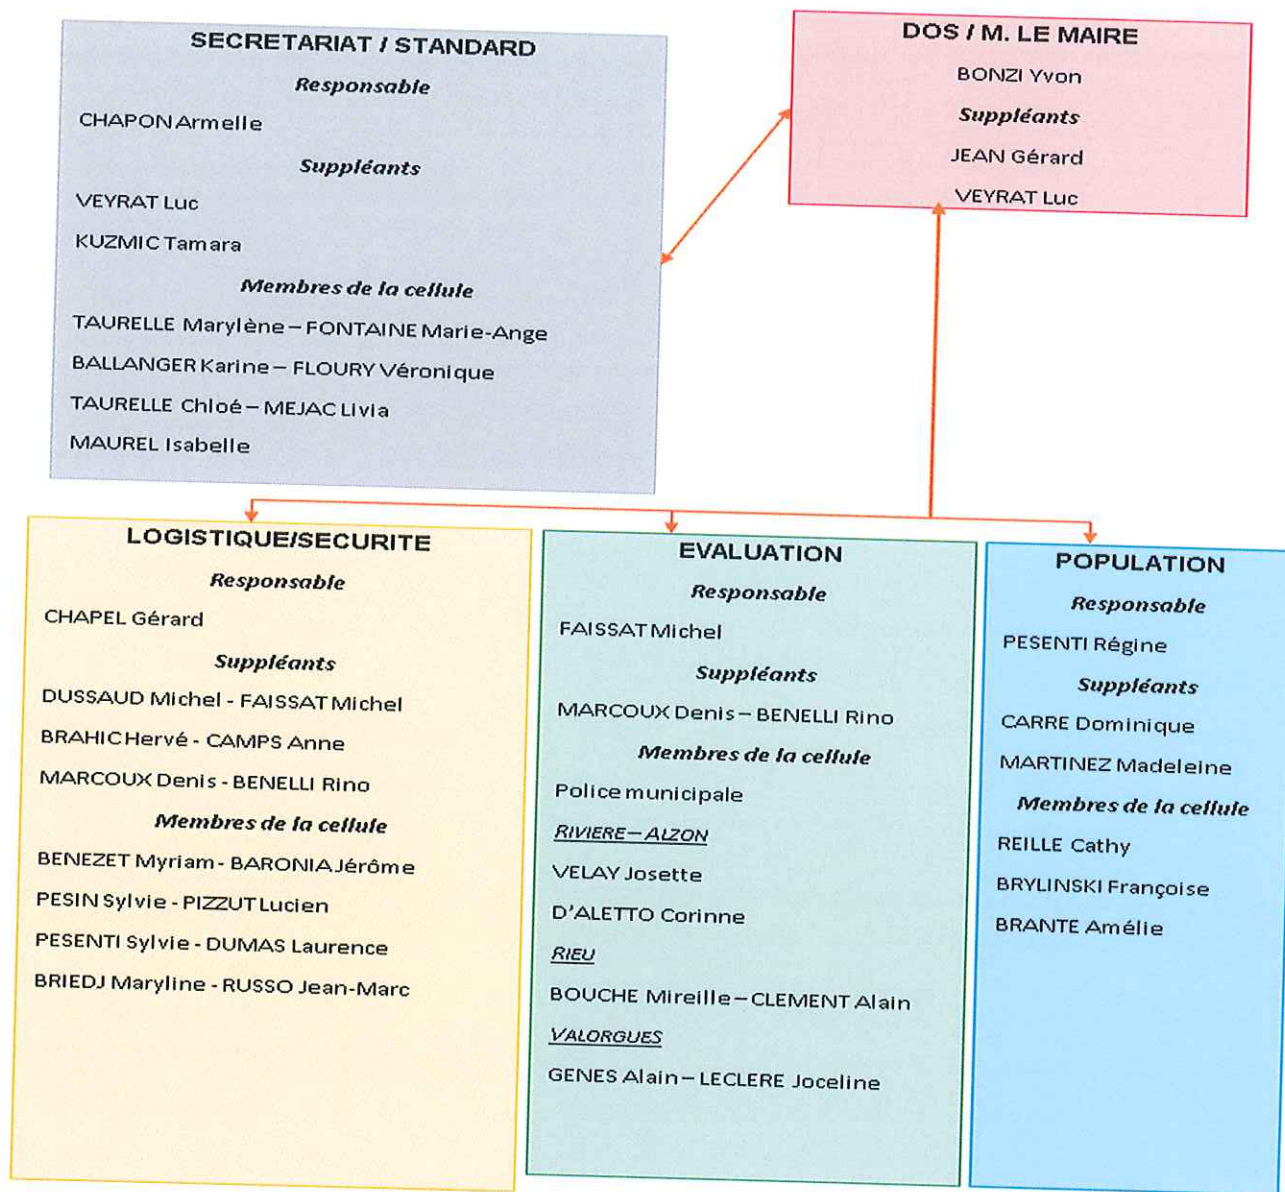 SECRETARIAT / STANDARD
Responsable
CHAPON Armelle
Suppléants
VEYRAT Luc
KUZMIC Tamara
Membres de la cellule
TAURELLE Marylène – FONTAINE Marie-Ange
BALLANGER Karine – FLOURY Véronique
TAURELLE Chloé – MEJAC Livia
MAUREL Isabelle
DOS / M. LE MAIRE
BONZI Yvon
Suppléants
JEAN Gérard
VEYRAT Luc
LOGISTIQUE/SECURITE
Responsable
CHAPEL Gérard
Suppléants
DUSSAUD Michel - FAISSAT Michel
BRAHIC Hervé - CAMPS Anne
MARCOUX Denis - BENELLI Rino
Membres de la cellule
BENEZET Myriam - BARONIA Jérôme
PESIN Sylvie - PIZZUT Lucien
PESENTI Sylvie - DUMAS Laurence
BRIEDJ Maryline - RUSSO Jean-Marc
EVALUATION
Responsable
FAISSAT Michel
Suppléants
MARCOUX Denis – BENELLI Rino
Membres de la cellule
Police municipale
RIVIERE – ALZON
VELAY Josette
D'ALETTO Corinne
RIEU
BOUCHE Mireille – CLEMENT Alain
VALORGUES
GENES Alain – LECLERE Joceline
POPULATION
Responsable
PESENTI Régine
Suppléants
CARRE Dominique
MARTINEZ Madeleine
Membres de la cellule
REILLE Cathy
BRYLINSKI Françoise
BRANTE Amélie